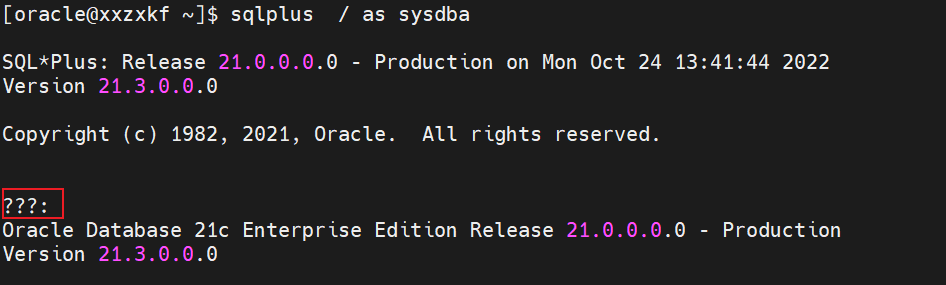 [oracle@xxzxkf ~]$ sqlplus  / as sysdba
SQL*Plus: Release 21.0.0.0.0 - Production on Mon Oct 24 13:41:44 2022
Version 21.3.0.0.0
Copyright (c) 1982, 2021, Oracle.  All rights reserved.
???:
Oracle Database 21c Enterprise Edition Release 21.0.0.0.0 - Production
Version 21.3.0.0.0